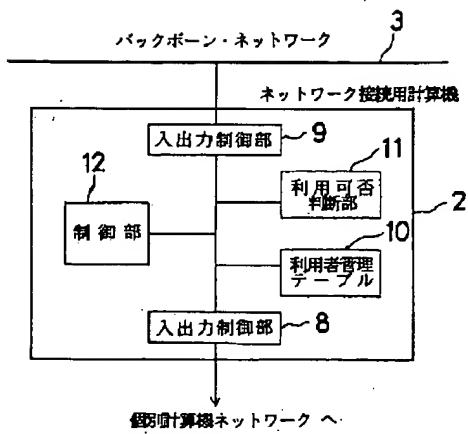 3
バックボーン・ネットワーク
ネットワーク接続用計算機
入出力制御部
9
12
11
利用可否
判断部
2
制御部
10
利用者管理
テーブル
入出力制御部
8
個別計算機ネットワークへ